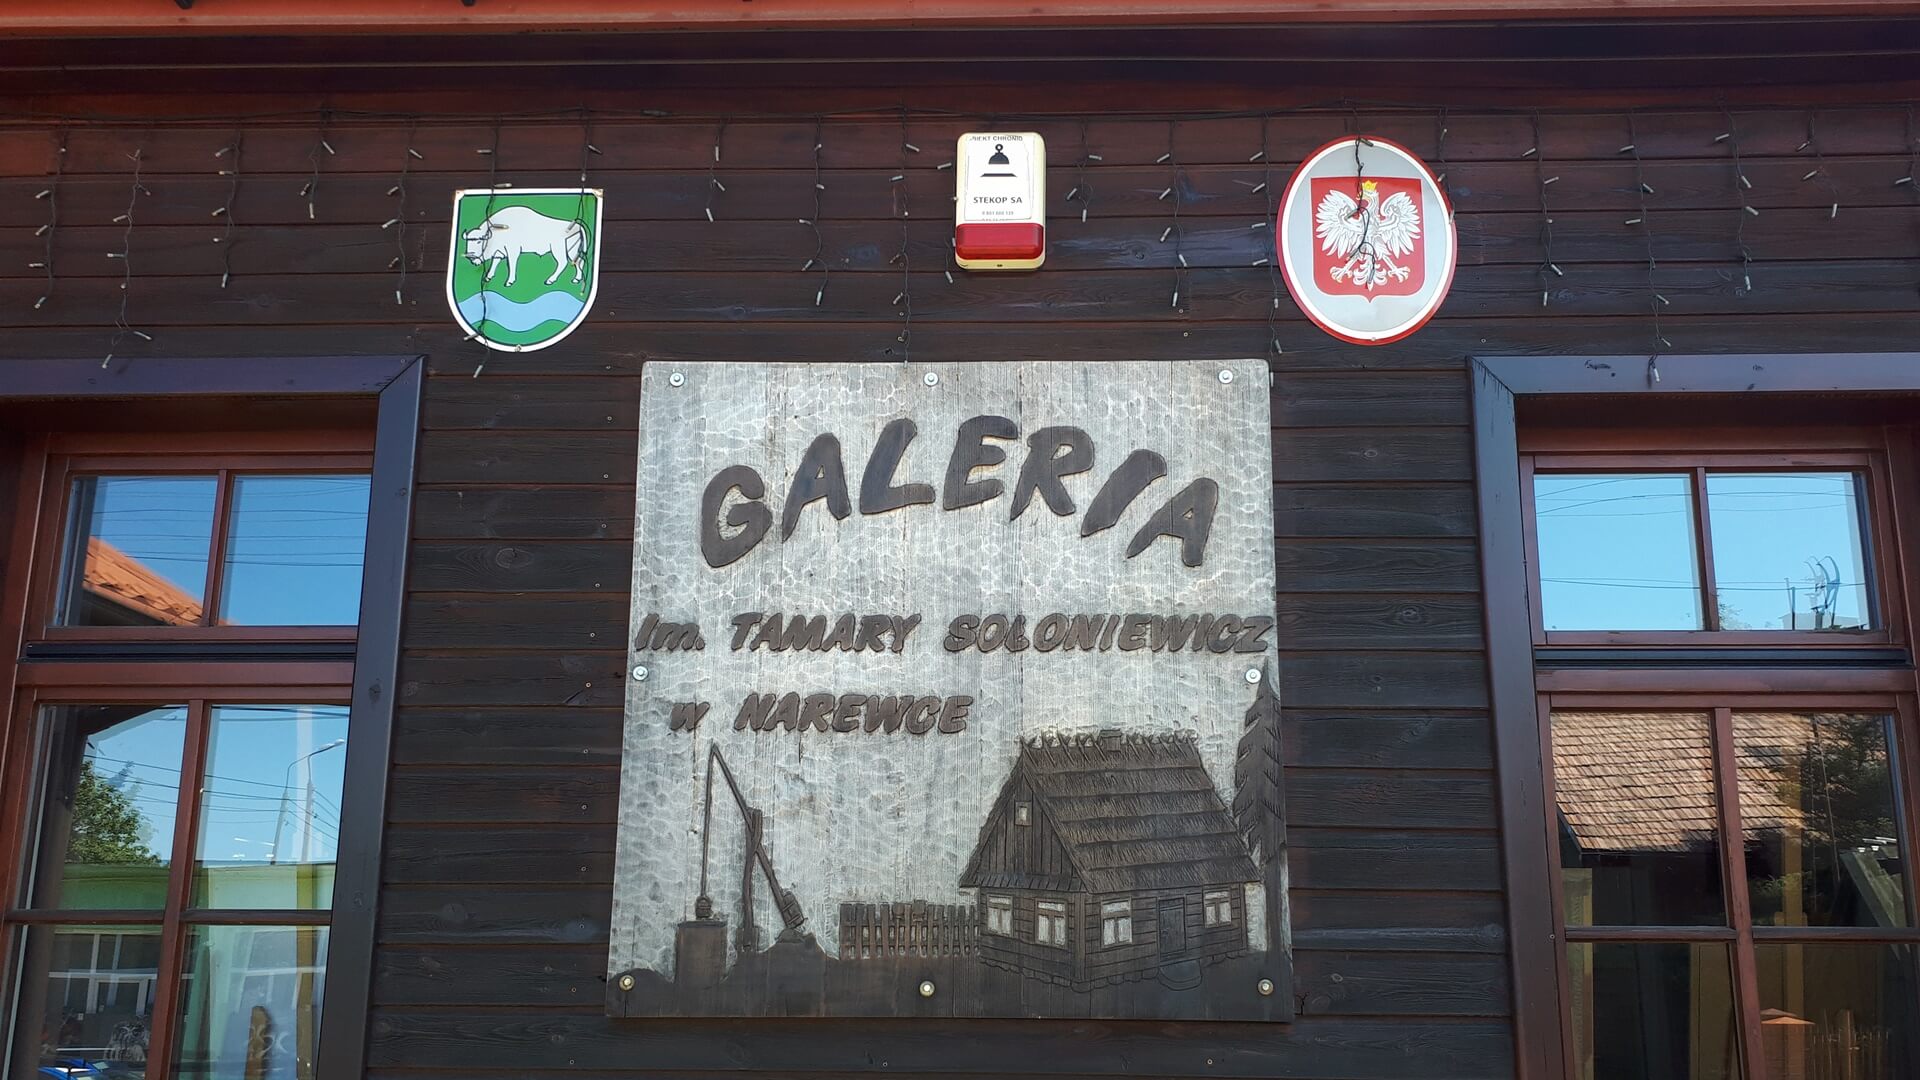 STEKOP SA
GALERIA
Im. TAMARY SOŁONIEWICZ
w NAREWCE